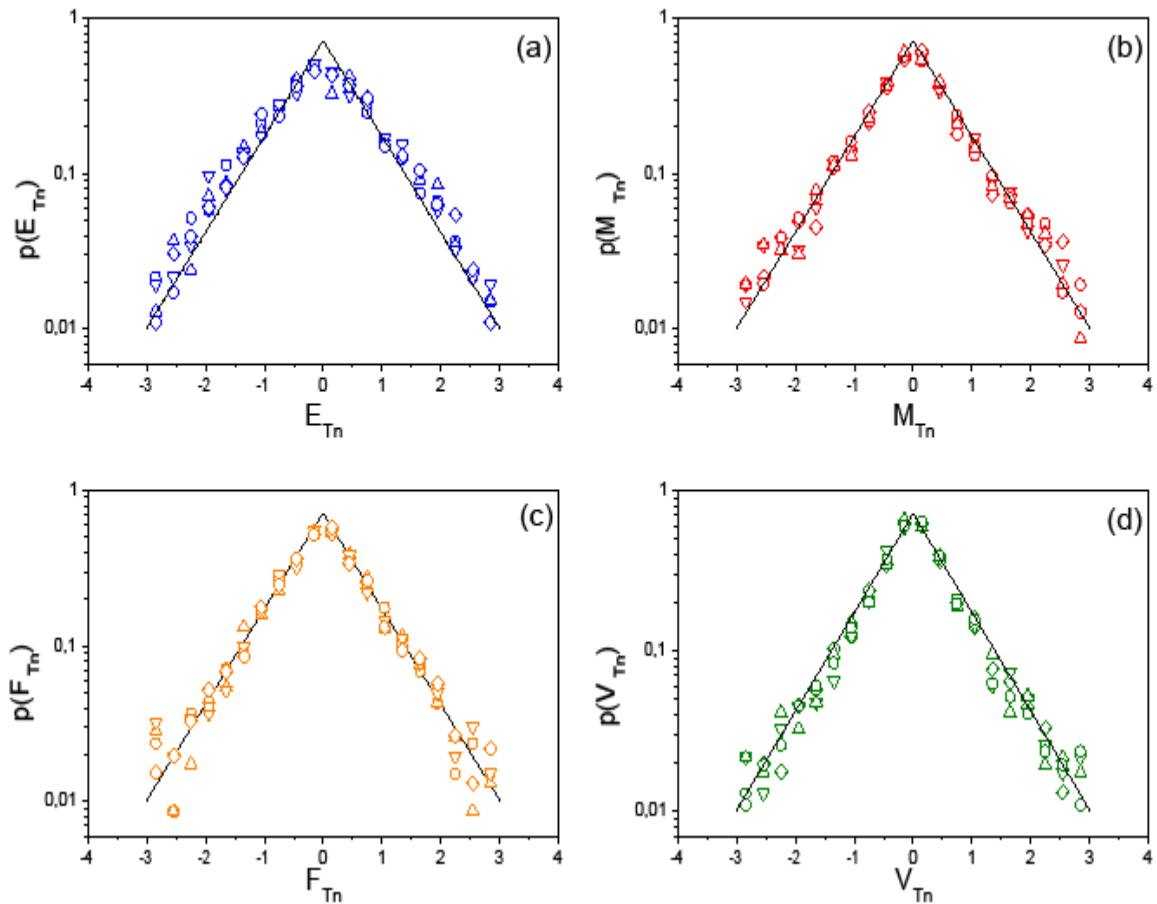 (a)
p(E_Tn)
1
0,1
0,01
-4 -3 -2 -1 0 1 2 3 4
E_Tn
(b)
p(M_Tn)
1
0,1
0,01
-4 -3 -2 -1 0 1 2 3 4
M_Tn
(c)
p(F_Tn)
1
0,1
0,01
-4 -3 -2 -1 0 1 2 3 4
F_Tn
(d)
p(V_Tn)
1
0,1
0,01
-4 -3 -2 -1 0 1 2 3 4
V_Tn